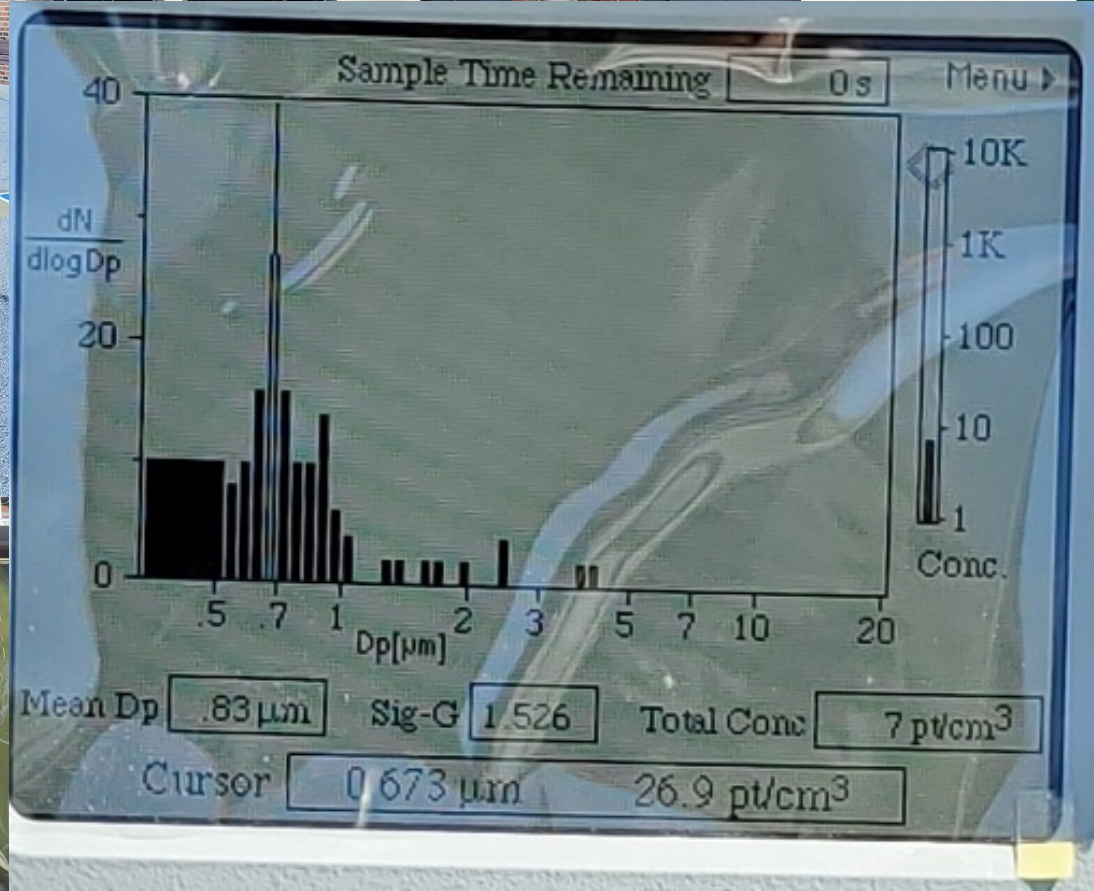 Sample Time Remaining 0 s Menu
40
dN
dlogDp
20
0
.5 .7 1 2 3 5 7 10 20
Dp[µm]
10K
1K
100
10
1
Conc.
Mean Dp .83 µm Sig-G 1.526 Total Conc 7 pt/cm³
Cursor 0.673 µm 26.9 pt/cm³